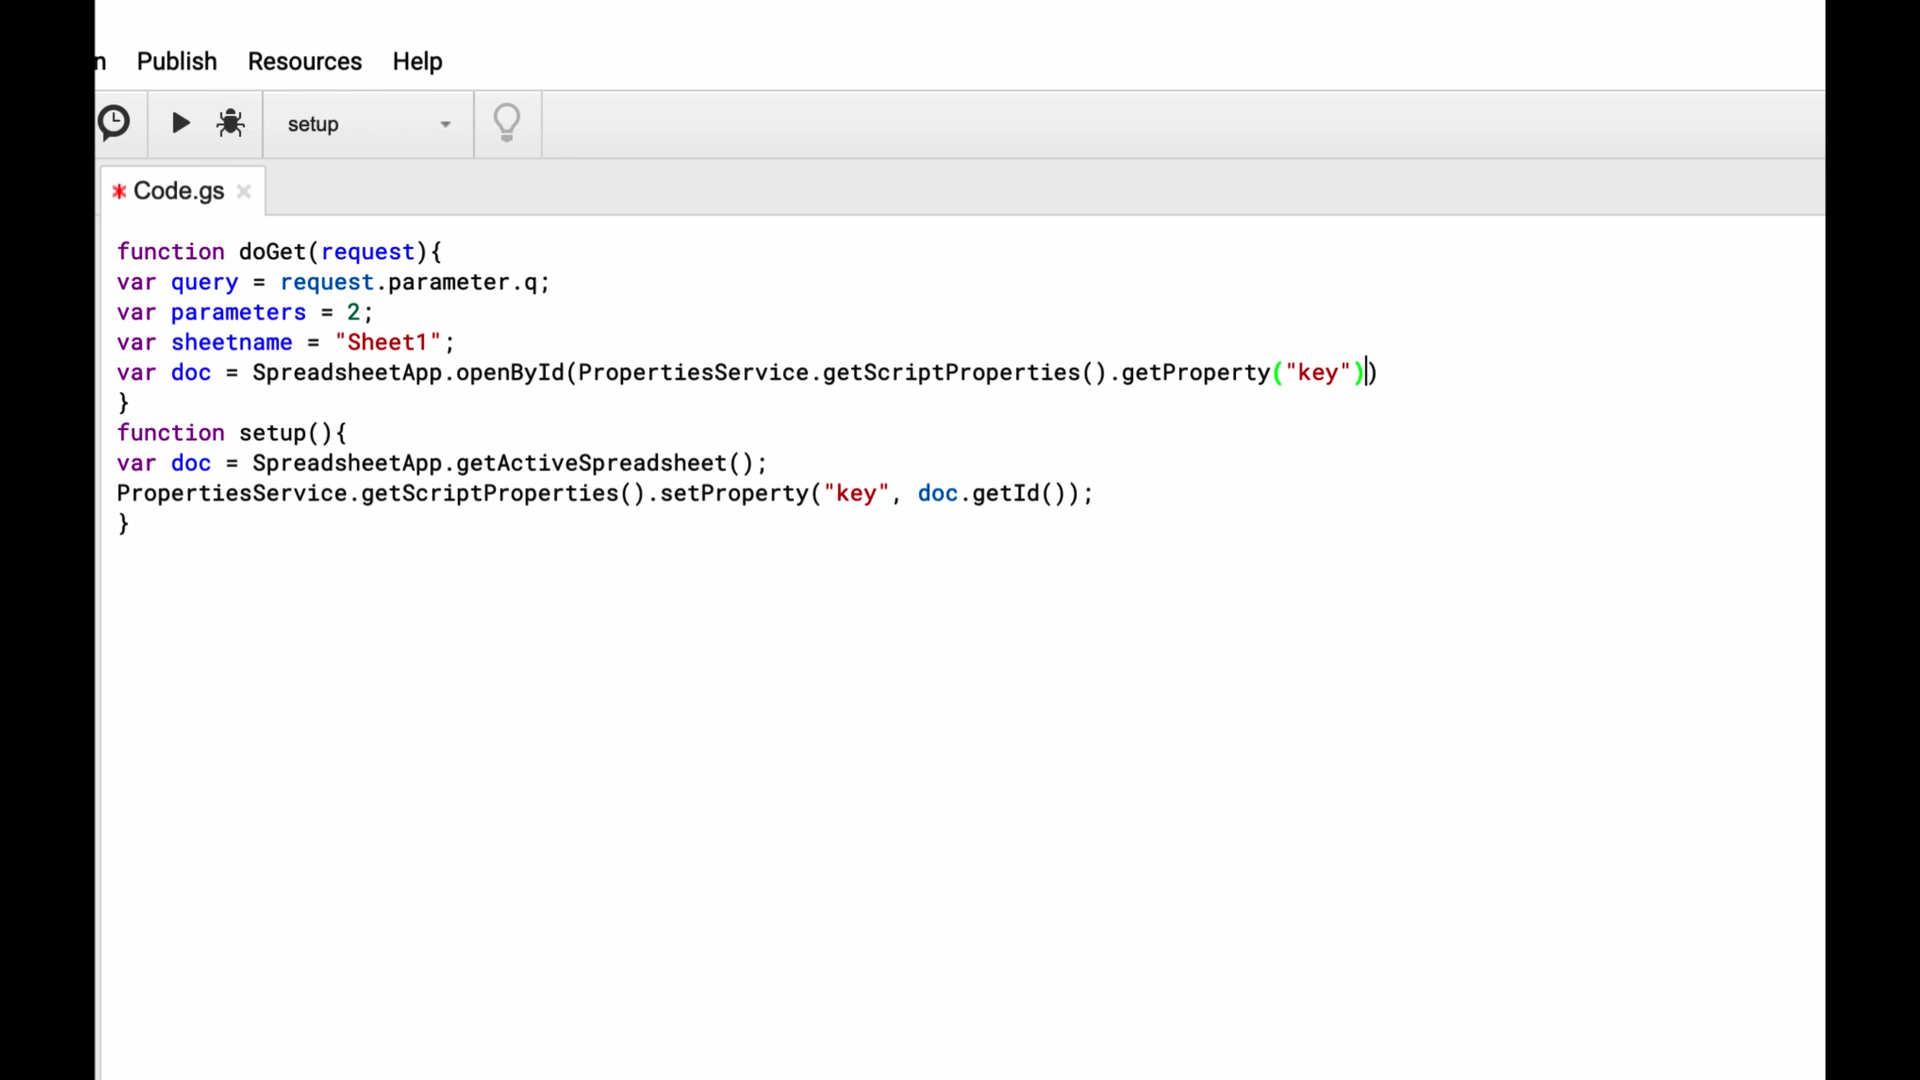 n Publish Resources Help
setup
* Code.gs ×
function doGet(request){
var query = request.parameter.q;
var parameters = 2;
var sheetname = "Sheet1";
var doc = SpreadsheetApp.openById(PropertiesService.getScriptProperties().getProperty("key"))
}
function setup(){
var doc = SpreadsheetApp.getActiveSpreadsheet();
PropertiesService.getScriptProperties().setProperty("key", doc.getId());
}